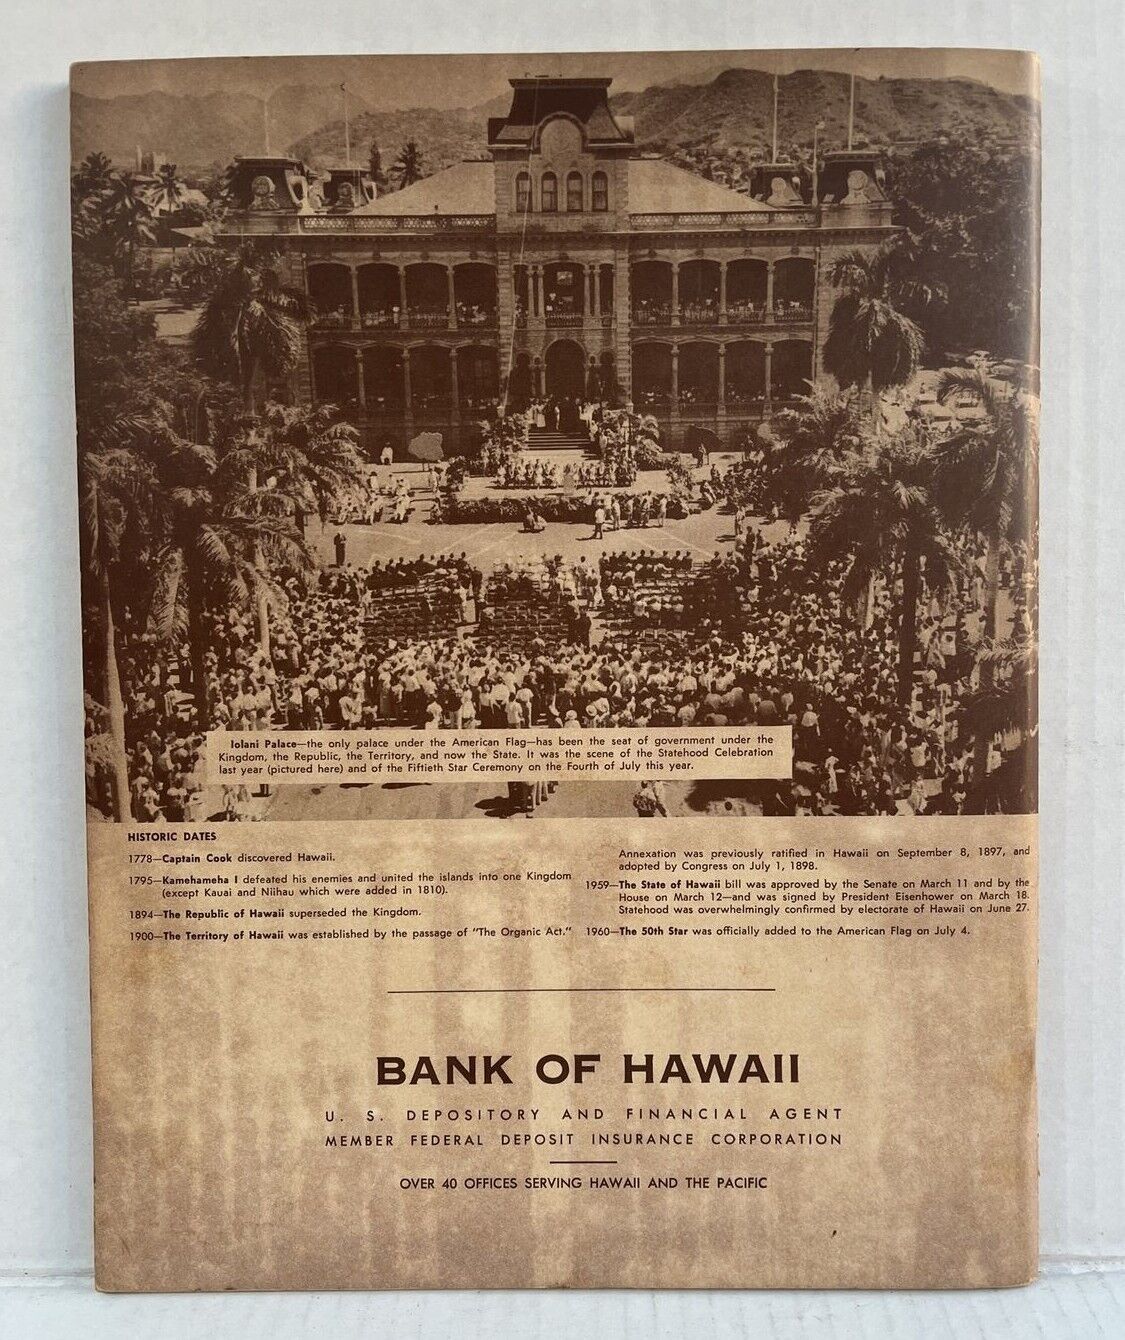 Iolani Palace—the only palace under the American Flag—has been the seat of government under the
Kingdom, the Republic, the Territory, and now the State. It was the scene of the Statehood Celebration
last year (pictured here) and of the Fiftieth Star Ceremony on the Fourth of July this year.
HISTORIC DATES
1778—Captain Cook discovered Hawaii.
1795—Kamehameha I defeated his enemies and united the islands into one Kingdom
(except Kauai and Niihau which were added in 1810).
1894—The Republic of Hawaii superseded the Kingdom.
1900—The Territory of Hawaii was established by the passage of "The Organic Act."
Annexation was previously ratified in Hawaii on September 8, 1897, and
adopted by Congress on July 1, 1898.
1959—The State of Hawaii bill was approved by the Senate on March 11 and by the
House on March 12—and was signed by President Eisenhower on March 18.
Statehood was overwhelmingly confirmed by electorate of Hawaii on June 27.
1960—The 50th Star was officially added to the American Flag on July 4.
BANK OF HAWAII
U. S. DEPOSITORY AND FINANCIAL AGENT
MEMBER FEDERAL DEPOSIT INSURANCE CORPORATION
OVER 40 OFFICES SERVING HAWAII AND THE PACIFIC